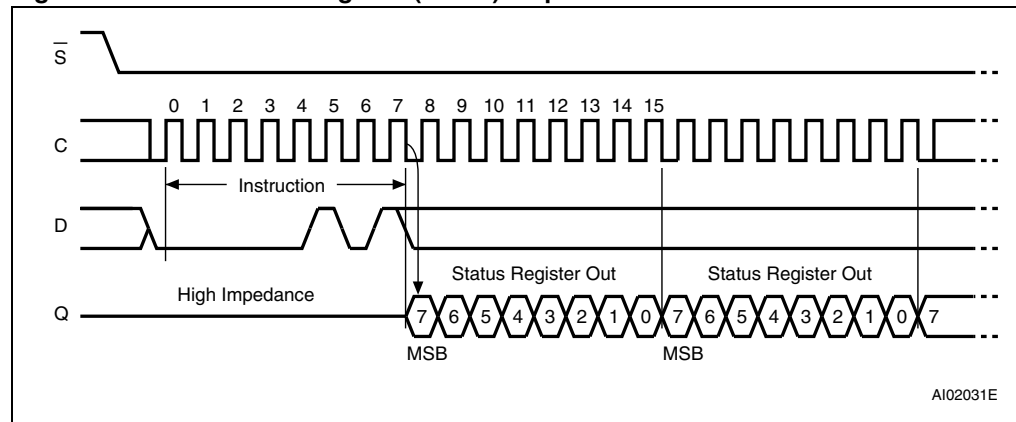 S
0 1 2 3 4 5 6 7 8 9 10 11 12 13 14 15
C
Instruction
D
Status Register Out Status Register Out
High Impedance
Q
7 6 5 4 3 2 1 0 7 6 5 4 3 2 1 0 7
MSB MSB
AI02031E